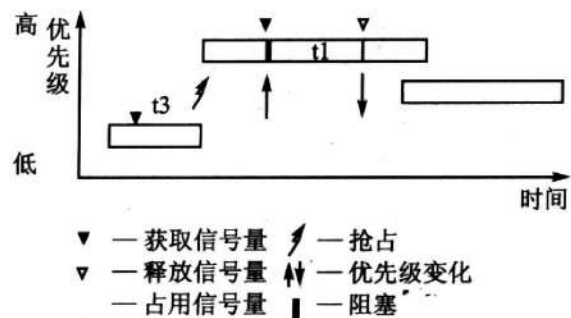 高 优先级
t1
t3
低
时间
▼ — 获取信号量 — 抢占
▽ — 释放信号量 — 优先级变化
— 占用信号量 — 阻塞